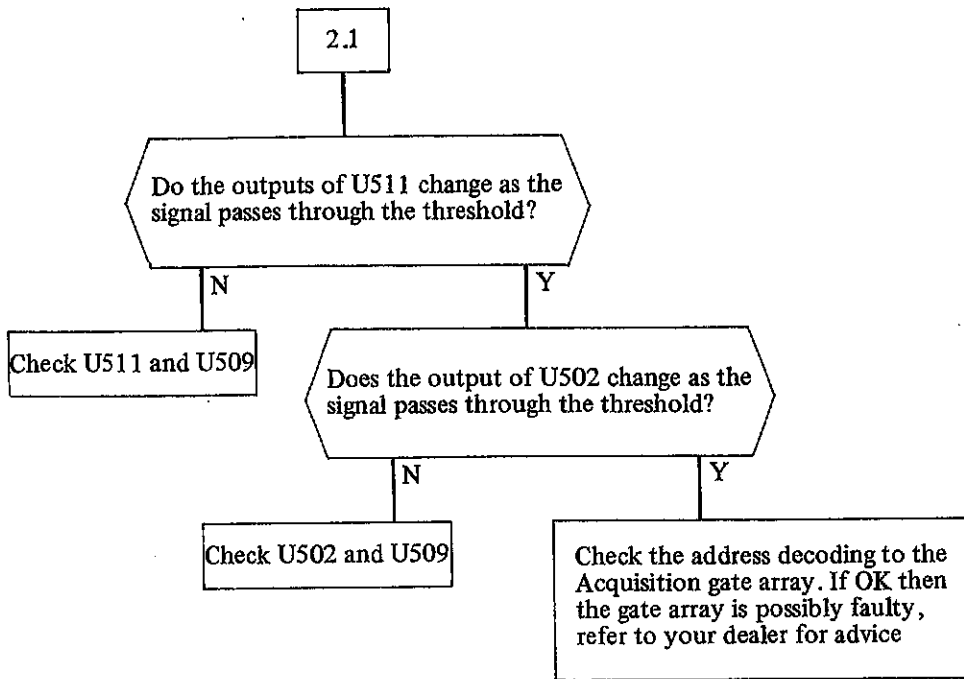 2.1
Do the outputs of U511 change as the
signal passes through the threshold?
N
Y
Check U511 and U509
Does the output of U502 change as the
signal passes through the threshold?
N
Y
Check U502 and U509
Check the address decoding to the
Acquisition gate array. If OK then
the gate array is possibly faulty,
refer to your dealer for advice